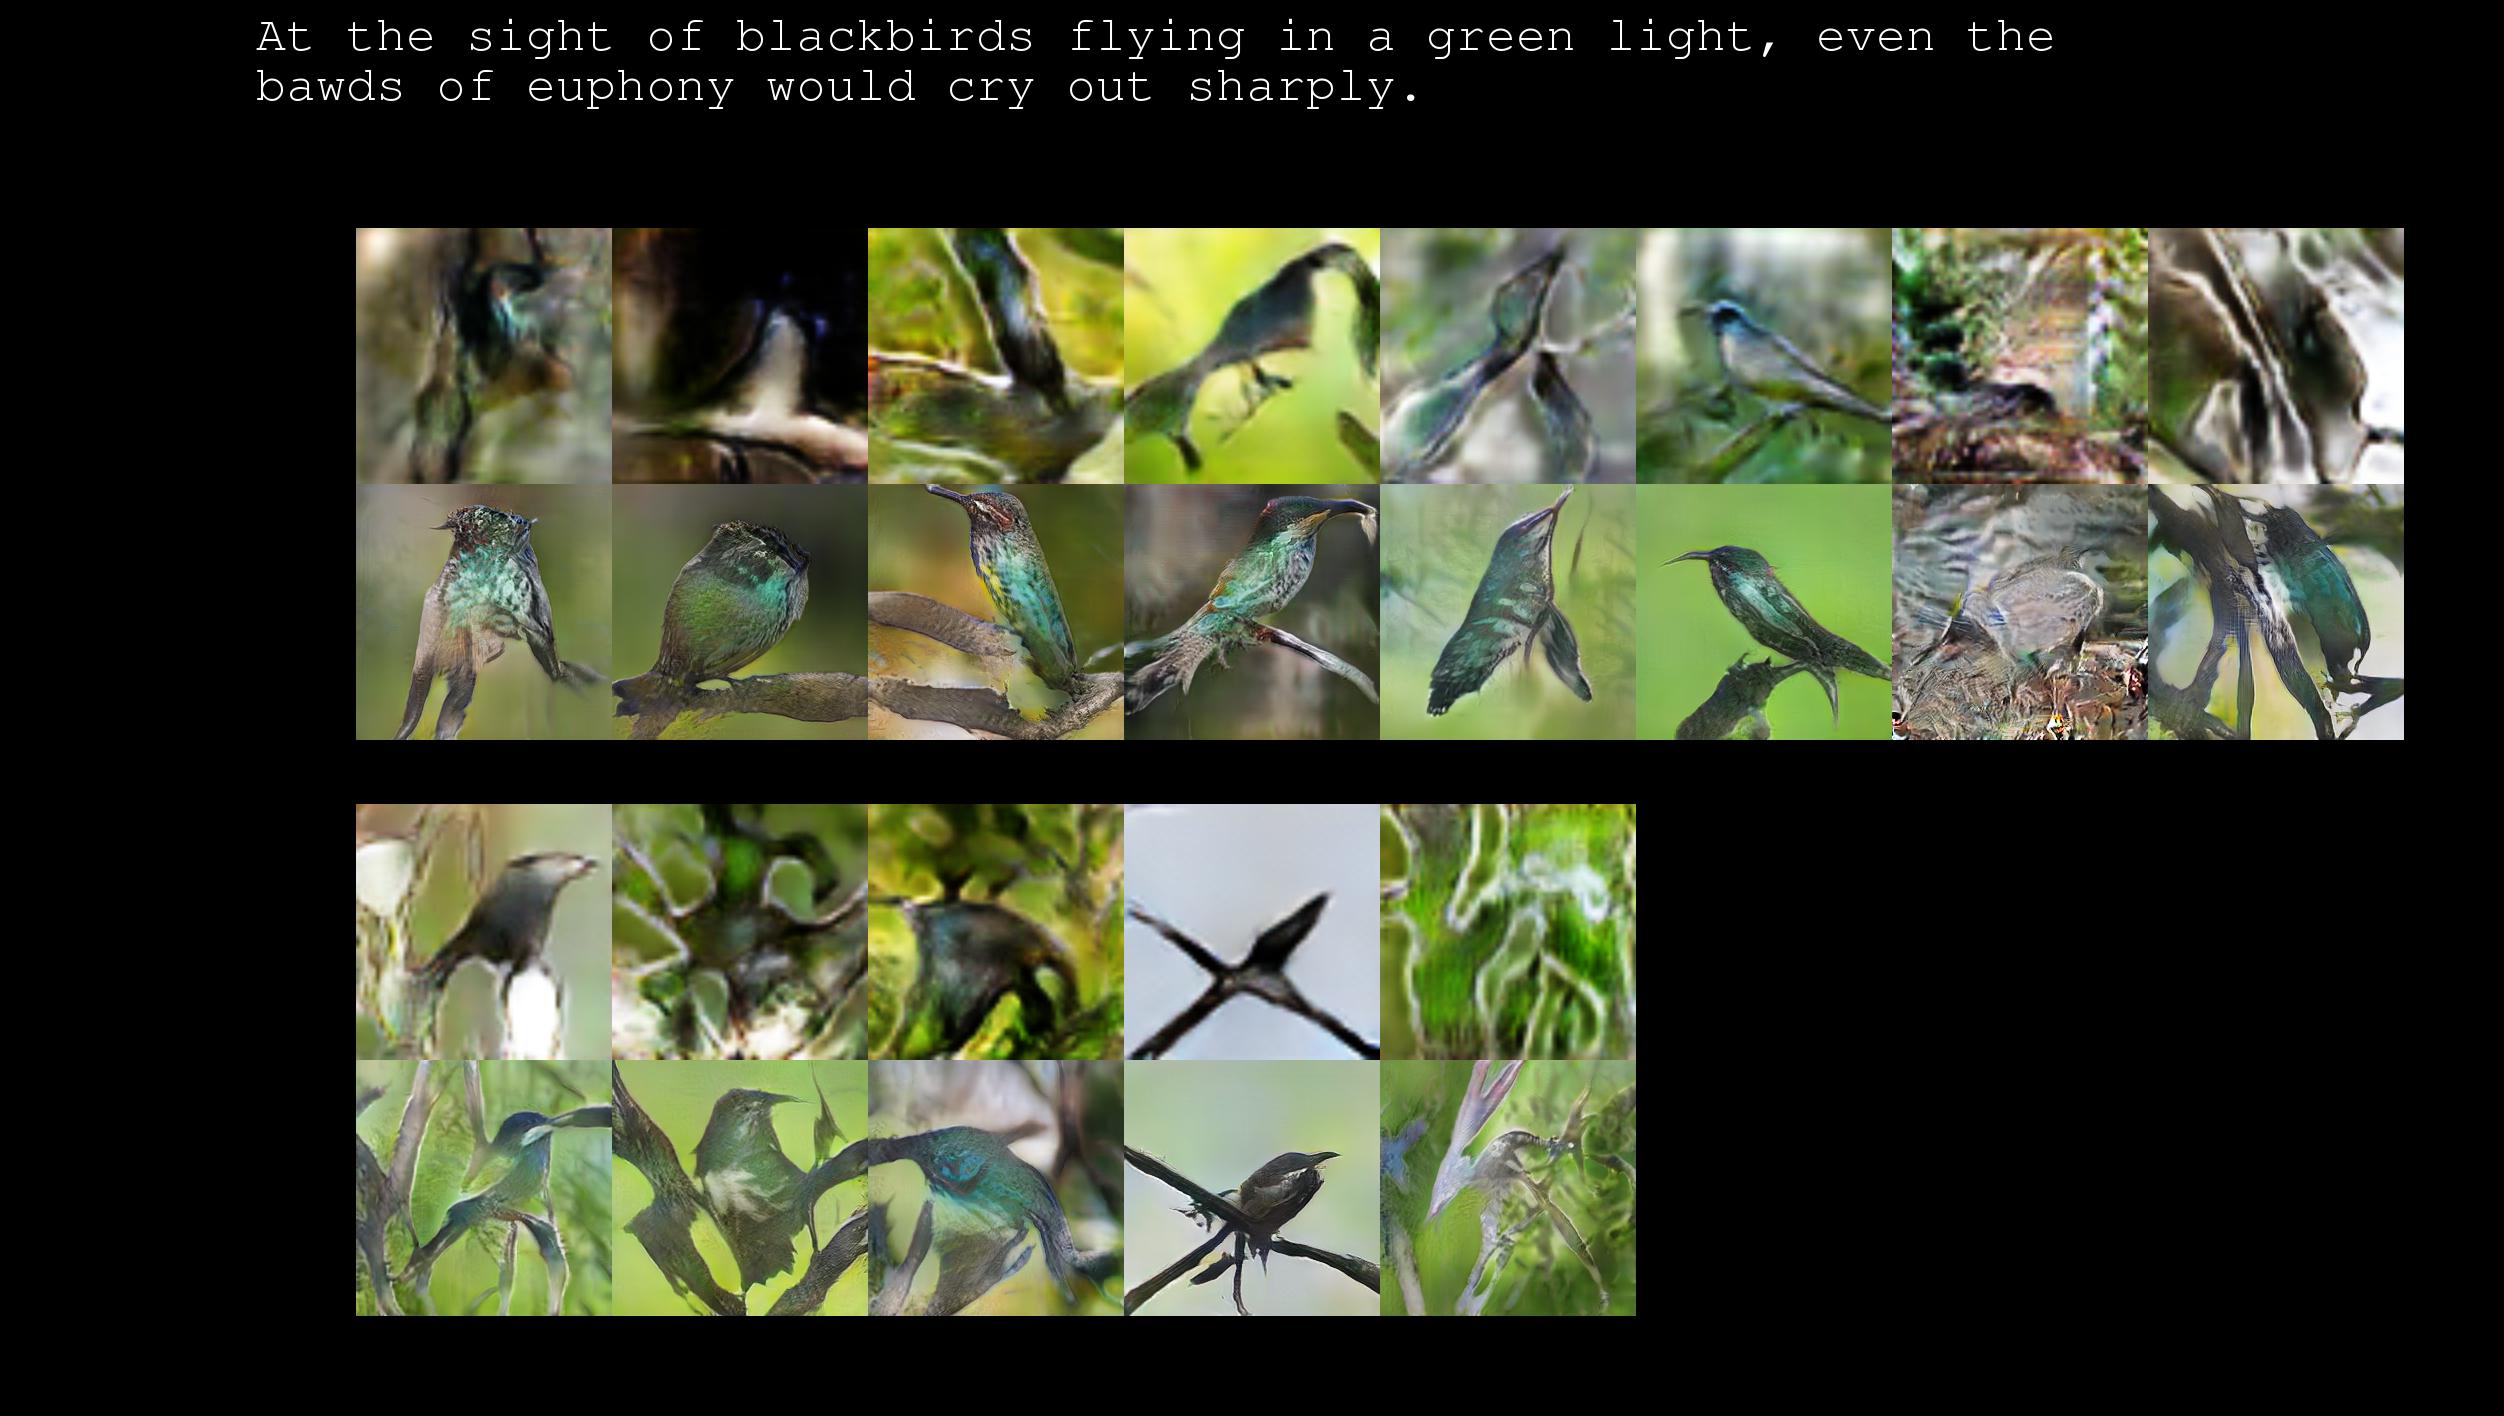 At the sight of blackbirds flying in a green light, even the
bawds of euphony would cry out sharply.